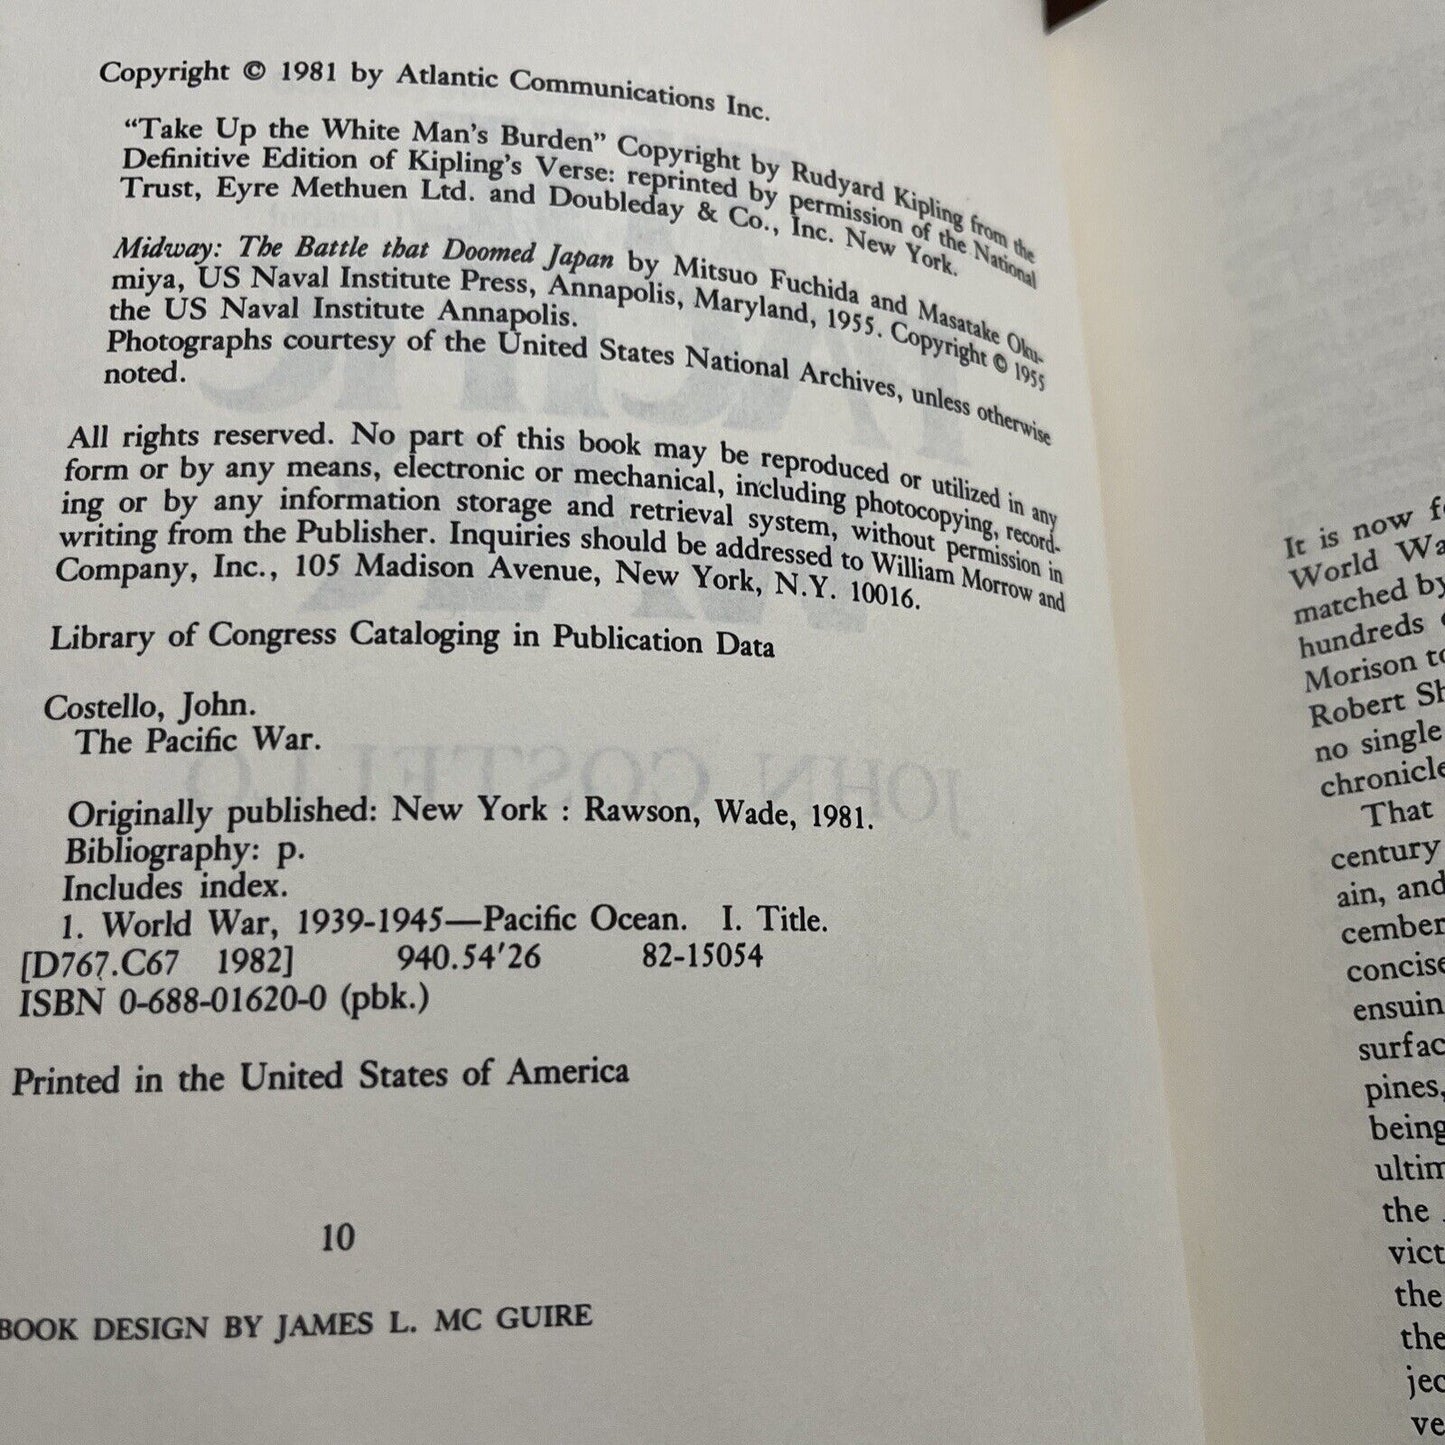 Copyright © 1981 by Atlantic Communications Inc.
“Take Up the White Man's Burden” Copyright by Rudyard Kipling from the
Definitive Edition of Kipling's Verse: reprinted by permission of the National
Trust, Eyre Methuen Ltd. and Doubleday & Co., Inc. New York.
Midway: The Battle that Doomed Japan by Mitsuo Fuchida and Masatake Oku-
miya, US Naval Institute Press, Annapolis, Maryland, 1955. Copyright © 1955
the US Naval Institute Annapolis.
Photographs courtesy of the United States National Archives, unless otherwise
noted.
All rights reserved. No part of this book may be reproduced or utilized in any
form or by any means, electronic or mechanical, including photocopying, record-
ing or by any information storage and retrieval system, without permission in
writing from the Publisher. Inquiries should be addressed to William Morrow and
Company, Inc., 105 Madison Avenue, New York, N.Y. 10016.
Library of Congress Cataloging in Publication Data
Costello, John.
The Pacific War.
Originally published: New York : Rawson, Wade, 1981.
Bibliography: p.
Includes index.
1. World War, 1939-1945—Pacific Ocean. I. Title.
[D767.C67 1982] 940.54'26 82-15054
ISBN 0-688-01620-0 (pbk.)
Printed in the United States of America
10
BOOK DESIGN BY JAMES L. MC GUIRE
It is now
World
matched by
hundreds
Morison
Robert
no single
chronicle
That
century
ain, and
cember
concise
ensuin
surfac
pines,
being
ultim
the
vict
the
the
jec
ve